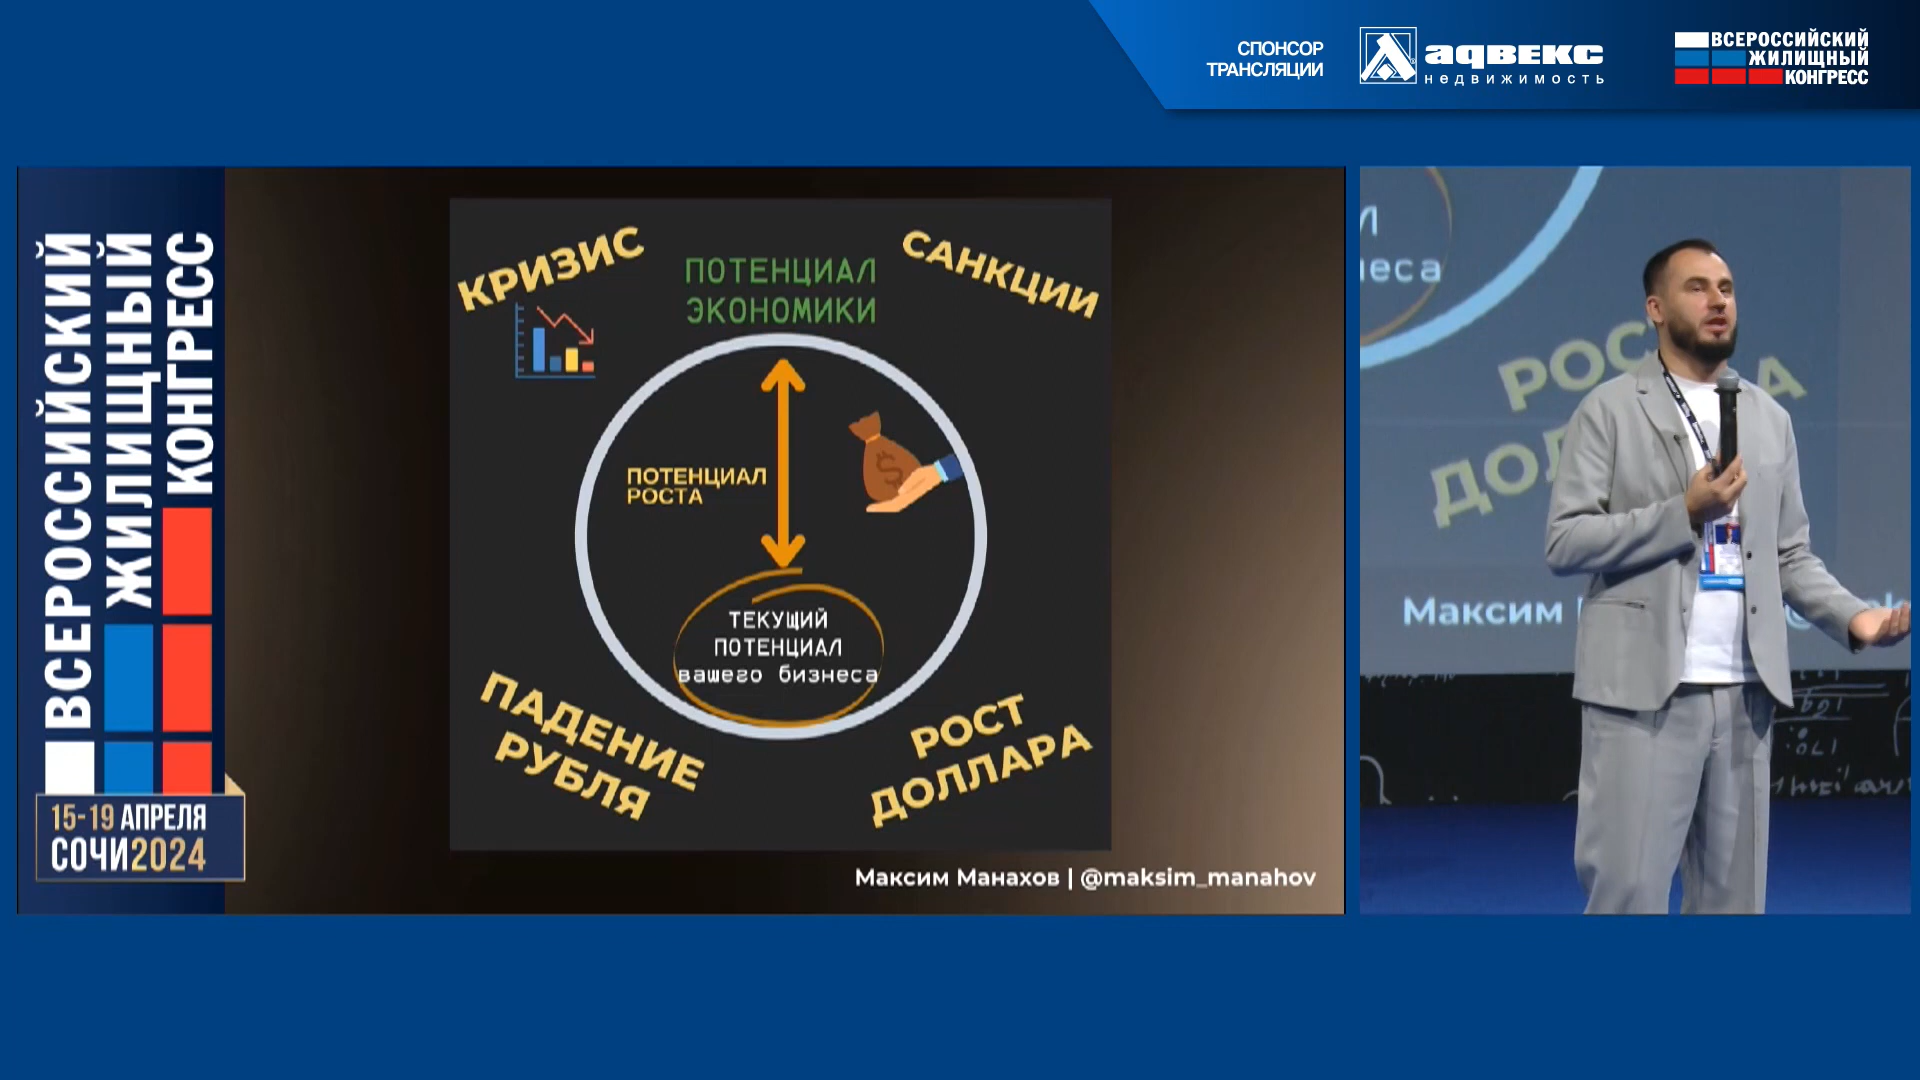 СПОНСОР
ТРАНСЛЯЦИИ
адвекс
недвижимость
ВСЕРОССИЙСКИЙ
ЖИЛИЩНЫЙ
КОНГРЕСС
ВСЕРОССИЙСКИЙ
ЖИЛИЩНЫЙ
КОНГРЕСС
15-19 АПРЕЛЯ
СОЧИ2024
КРИЗИС
ПОТЕНЦИАЛ
ЭКОНОМИКИ
САНКЦИИ
ПОТЕНЦИАЛ
РОСТА
ТЕКУЩИЙ
ПОТЕНЦИАЛ
вашего бизнеса
ПАДЕНИЕ
РУБЛЯ
РОСТ
ДОЛЛАРА
Максим Манахов | @maksim_manahov
РОС
Максим